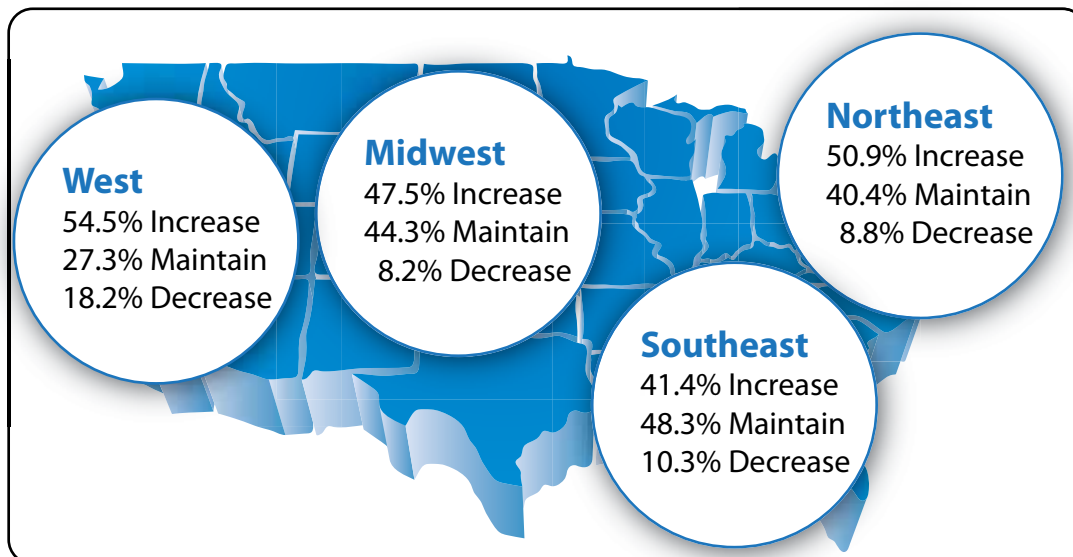 West
54.5% Increase
27.3% Maintain
18.2% Decrease
Midwest
47.5% Increase
44.3% Maintain
8.2% Decrease
Northeast
50.9% Increase
40.4% Maintain
8.8% Decrease
Southeast
41.4% Increase
48.3% Maintain
10.3% Decrease